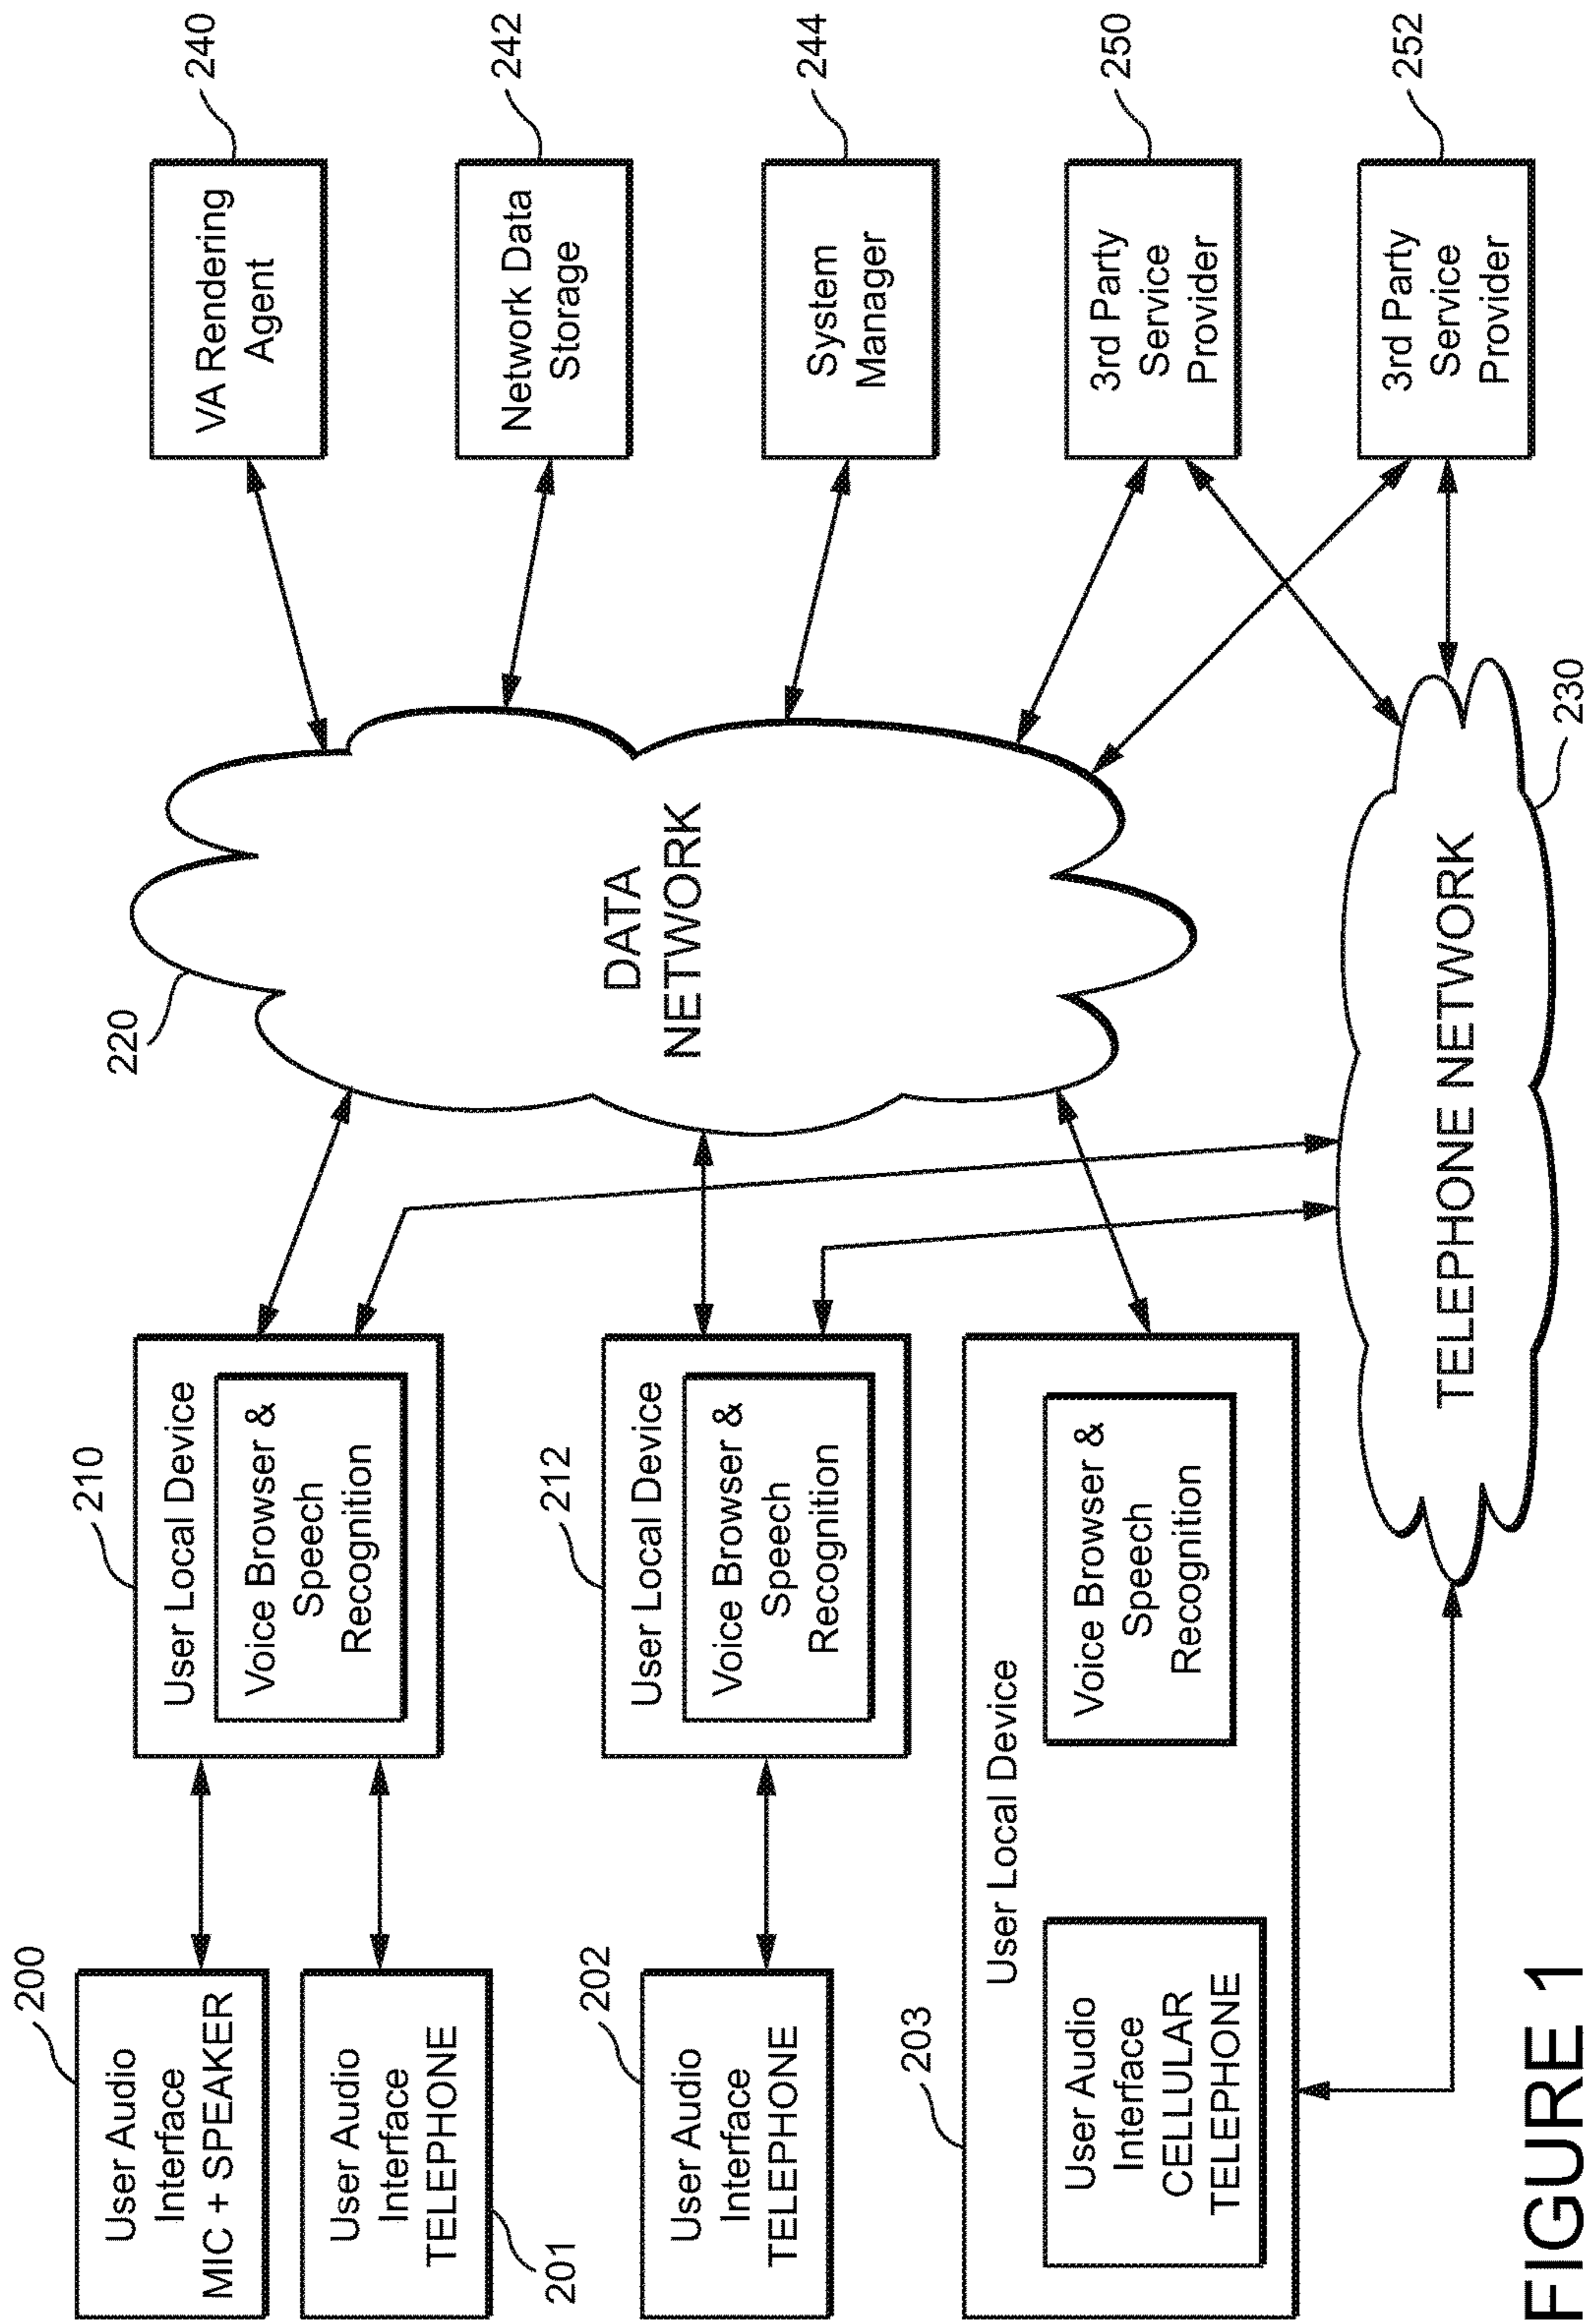 200
User Audio
Interface
MIC + SPEAKER
User Audio
Interface
TELEPHONE
201
202
User Audio
Interface
TELEPHONE
203
User Local Device
User Audio
Interface
CELLULAR
TELEPHONE
Voice Browser &
Speech
Recognition
210
User Local Device
Voice Browser &
Speech
Recognition
212
User Local Device
Voice Browser &
Speech
Recognition
220
DATA
NETWORK
TELEPHONE NETWORK
230
VA Rendering
Agent
240
Network Data
Storage
242
System
Manager
244
3rd Party
Service
Provider
250
3rd Party
Service
Provider
252
FIGURE 1